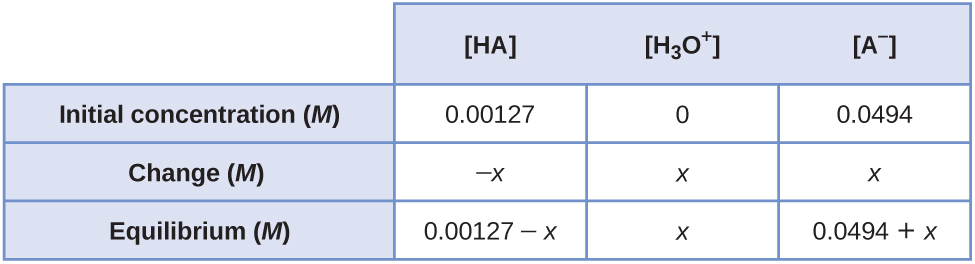 [HA] [H₃O⁺] [A⁻]
Initial concentration (M) 0.00127 0 0.0494
Change (M) −x x x
Equilibrium (M) 0.00127 − x x 0.0494 + x